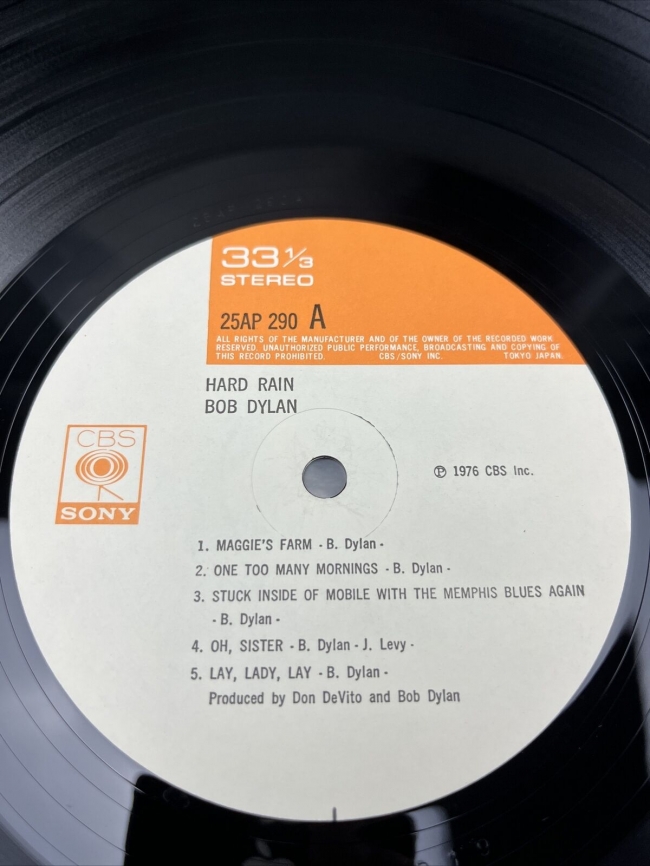 33 1/3
STEREO
25AP 290 A
ALL RIGHTS OF THE MANUFACTURER AND OF THE OWNER OF THE RECORDED WORK
RESERVED. UNAUTHORIZED PUBLIC PERFORMANCE, BROADCASTING AND COPYING OF
THIS RECORD PROHIBITED. CBS/SONY INC. TOKYO JAPAN.
HARD RAIN
BOB DYLAN
CBS
SONY
Ⓟ 1976 CBS Inc.
1. MAGGIE'S FARM - B. Dylan -
2. ONE TOO MANY MORNINGS - B. Dylan -
3. STUCK INSIDE OF MOBILE WITH THE MEMPHIS BLUES AGAIN
- B. Dylan -
4. OH, SISTER - B. Dylan - J. Levy -
5. LAY, LADY, LAY - B. Dylan -
Produced by Don DeVito and Bob Dylan